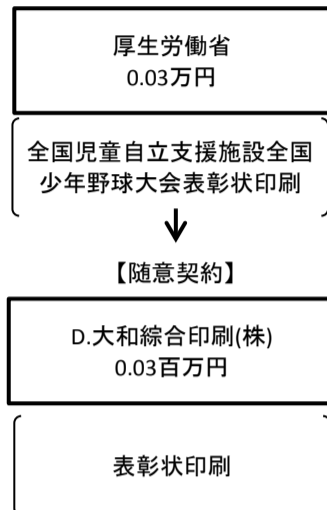 厚生労働省
0.03万円
全国児童自立支援施設全国
少年野球大会表彰状印刷
【随意契約】
D.大和綜合印刷(株)
0.03百万円
表彰状印刷